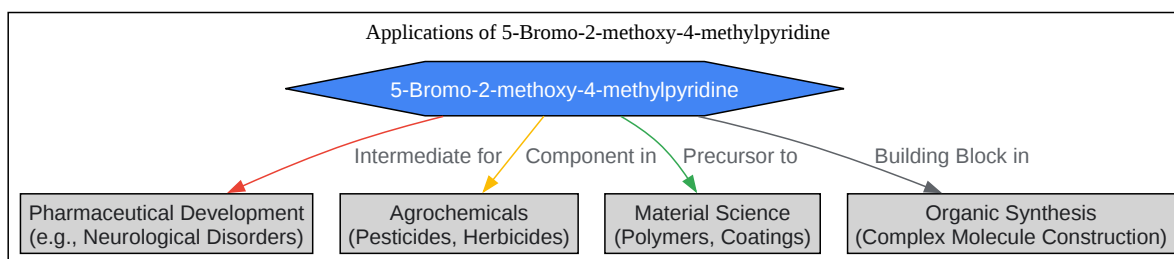 Applications of 5-Bromo-2-methoxy-4-methylpyridine
5-Bromo-2-methoxy-4-methylpyridine
Intermediate for
Component in
Precursor to
Building Block in
Pharmaceutical Development
(e.g., Neurological Disorders)
Agrochemicals
(Pesticides, Herbicides)
Material Science
(Polymers, Coatings)
Organic Synthesis
(Complex Molecule Construction)